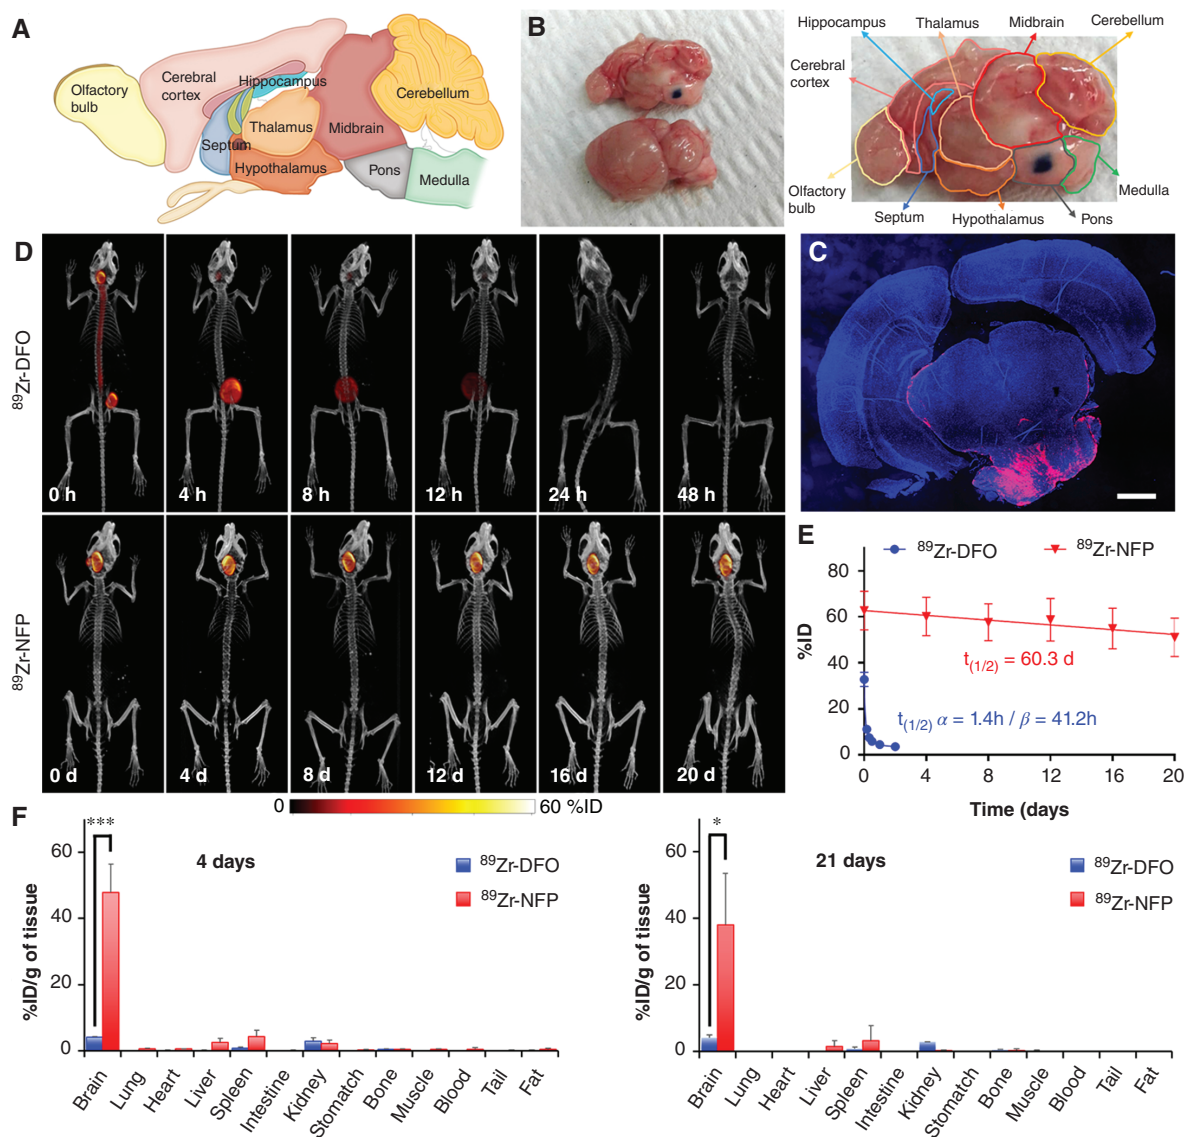 A
Olfactory
bulb
Cerebral
cortex
Hippocampus
Septum
Thalamus
Hypothalamus
Midbrain
Cerebellum
Pons
Medulla
B
Hippocampus
Thalamus
Midbrain
Cerebellum
Cerebral
cortex
Olfactory
bulb
Septum
Hypothalamus
Pons
Medulla
D
89Zr-DFO
0 h
4 h
8 h
12 h
24 h
48 h
89Zr-NFP
0 d
4 d
8 d
12 d
16 d
20 d
0
60 %ID
C
E
89Zr-DFO
89Zr-NFP
%ID
80
60
40
20
0
t(1/2) = 60.3 d
t(1/2) α = 1.4h / β = 41.2h
0
4
8
12
16
20
Time (days
F
***
4 days
89Zr-DFO
89Zr-NFP
%ID/g of tissue
60
40
20
0
Brain
Lung
Heart
Liver
Spleen
Intestine
Kidney
Stomatch
Bone
Muscle
Blood
Tail
Fat
*
21 days
89Zr-DFO
89Zr-NFP
%ID/g of tissue
60
40
20
0
Brain
Lung
Heart
Liver
Spleen
Intestine
Kidney
Stomatch
Bone
Muscle
Blood
Tail
Fat